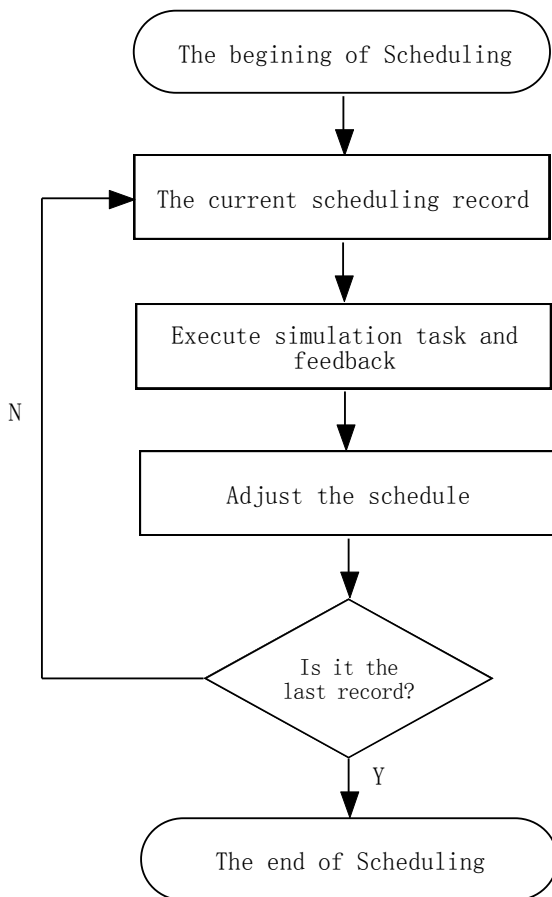 The begining of Scheduling
The current scheduling record
Execute simulation task and
feedback
N
Adjust the schedule
Is it the
last record?
Y
The end of Scheduling